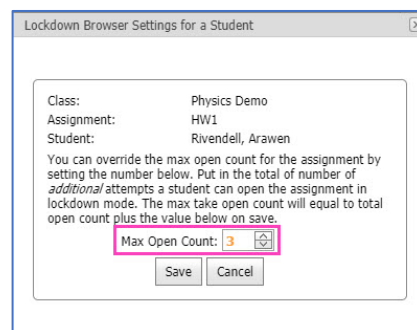 Lockdown Browser Settings for a Student
Class: Physics Demo
Assignment: HW1
Student: Rivendell, Arawen
You can override the max open count for the assignment by
setting the number below. Put in the total of number of
additional attempts a student can open the assignment in
lockdown mode. The max take open count will equal to total
open count plus the value below on save.
Max Open Count: 3
Save Cancel